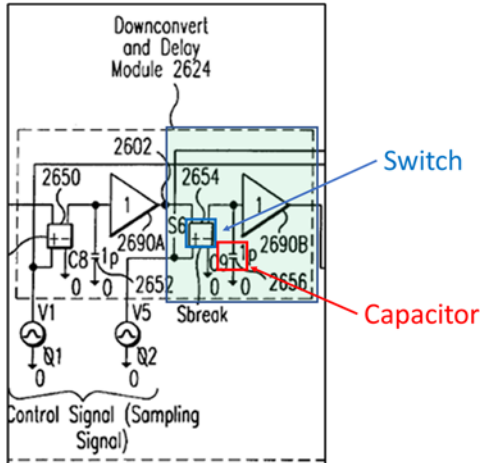 Downconvert
and Delay
Module 2624
2602
2650
2654
Switch
1
1
2690A
S6
2690B
+-
+-
C8
1p
C9
1p
0
0
2652
0
0
2656
Sbreak
Capacitor
V1
V5
Q1
Q2
0
0
Control Signal (Sampling
Signal)